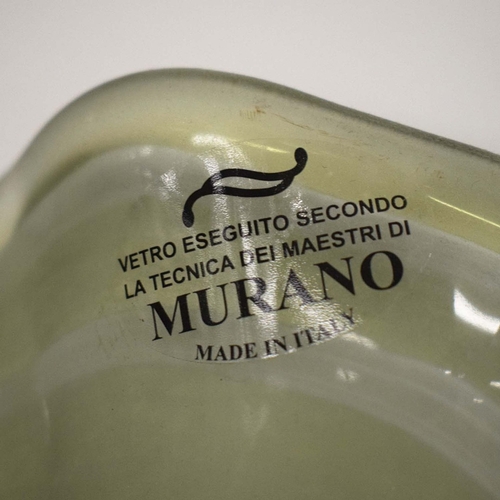 VETRO ESEGUITO SECONDO
LA TECNICA DEI MAESTRI DI
MURANO
MADE IN ITALY